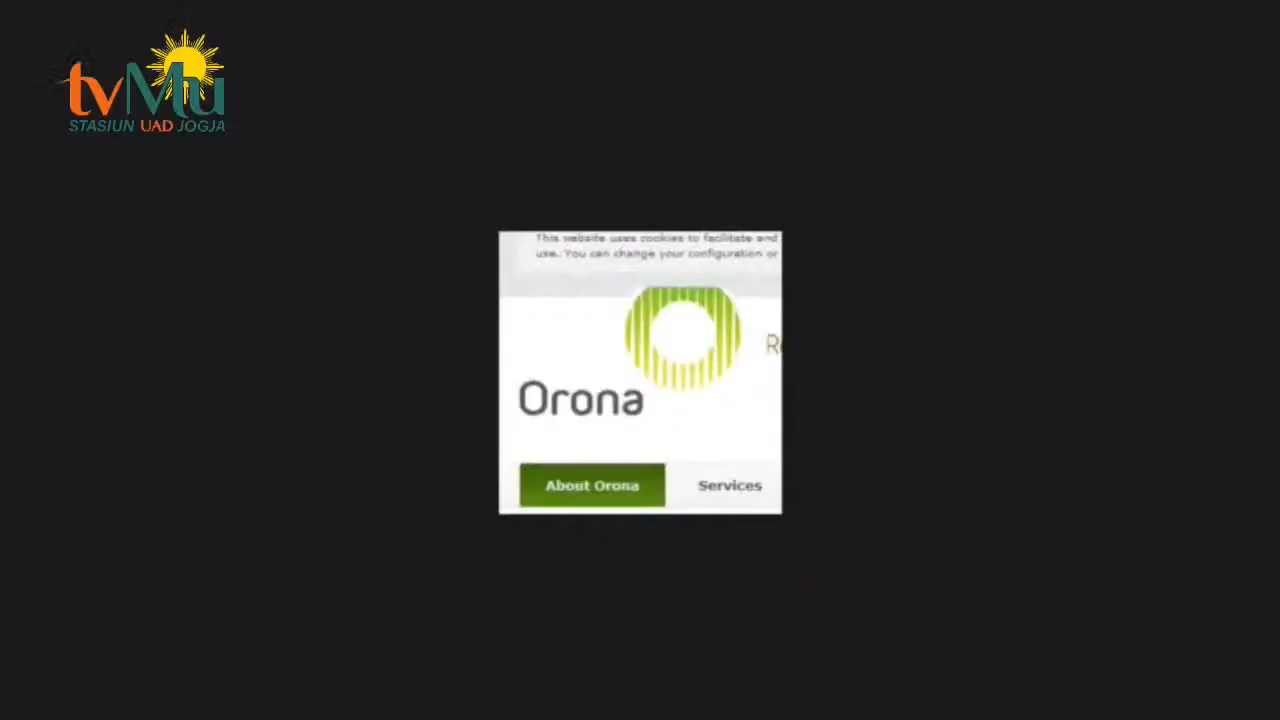 tvMu
STASIUN UAD JOGJA
This website uses cookies to facilitate and
use. You can change your configuration or
Orona
About Orona
Services